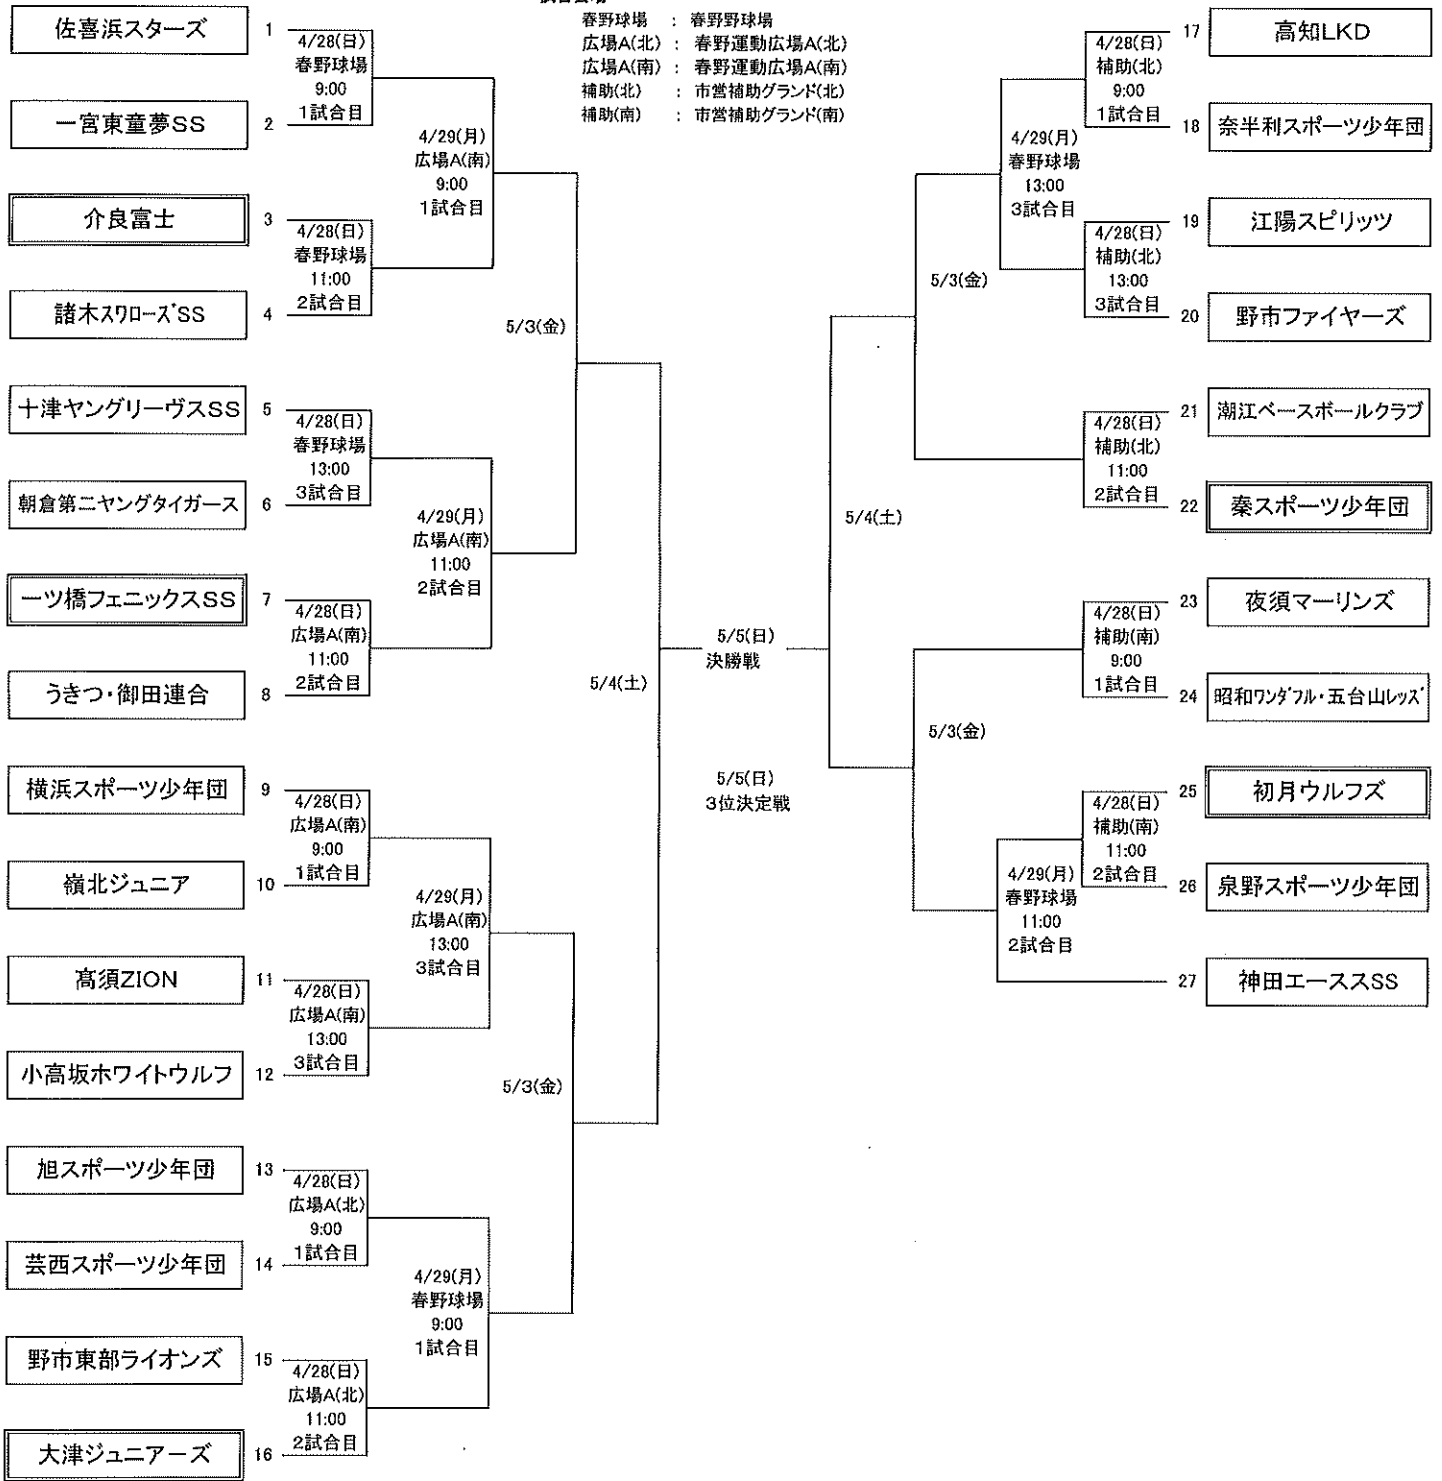 春野球場 : 春野野球場
広場A(北) : 春野運動広場A(北)
広場A(南) : 春野運動広場A(南)
補助(北) : 市営補助グランド(北)
補助(南) : 市営補助グランド(南)
佐喜浜スターズ 1
4/28(日)
春野球場
9:00
1試合目
一宮東童夢SS 2
4/29(月)
広場A(南)
9:00
1試合目
介良富士 3
4/28(日)
春野球場
11:00
2試合目
諸木スワローズSS 4
5/3(金)
十津ヤングリーヴスSS 5
4/28(日)
春野球場
13:00
3試合目
朝倉第二ヤングタイガース 6
4/29(月)
広場A(南)
11:00
2試合目
一ツ橋フェニックスSS 7
4/28(日)
広場A(南)
11:00
2試合目
うきつ・御田連合 8
5/4(土)
横浜スポーツ少年団 9
4/28(日)
広場A(南)
9:00
1試合目
嶺北ジュニア 10
4/29(月)
広場A(南)
13:00
3試合目
高須ZION 11
4/28(日)
広場A(南)
13:00
3試合目
小高坂ホワイトウルフ 12
5/3(金)
旭スポーツ少年団 13
4/28(日)
広場A(北)
9:00
1試合目
芸西スポーツ少年団 14
4/29(月)
春野球場
9:00
1試合目
野市東部ライオンズ 15
4/28(日)
広場A(北)
11:00
2試合目
大津ジュニアーズ 16
5/5(日)
決勝戦
5/5(日)
3位決定戦
17 高知LKD
4/28(日)
補助(北)
9:00
1試合目
18 奈半利スポーツ少年団
4/29(月)
春野球場
13:00
3試合目
19 江陽スピリッツ
4/28(日)
補助(北)
13:00
3試合目
20 野市ファイヤーズ
5/3(金)
21 潮江ベースボールクラブ
4/28(日)
補助(北)
11:00
2試合目
22 秦スポーツ少年団
5/4(土)
23 夜須マーリンズ
4/28(日)
補助(南)
9:00
1試合目
24 昭和ワンダフル・五台山レッズ
5/3(金)
25 初月ウルフズ
4/28(日)
補助(南)
11:00
2試合目
26 泉野スポーツ少年団
4/29(月)
春野球場
11:00
2試合目
27 神田エースSS